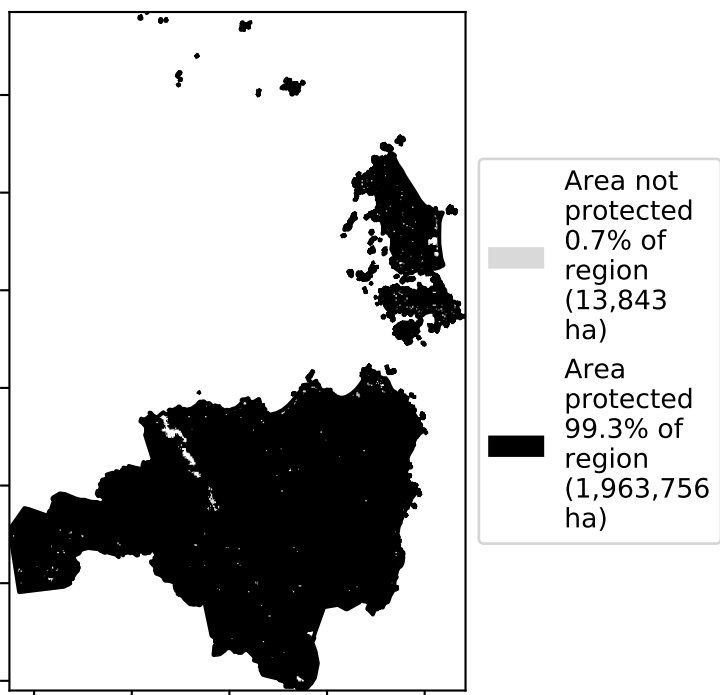 Area not
protected
0.7% of
region
(13,843
ha)
Area
protected
99.3% of
region
(1,963,756
ha)